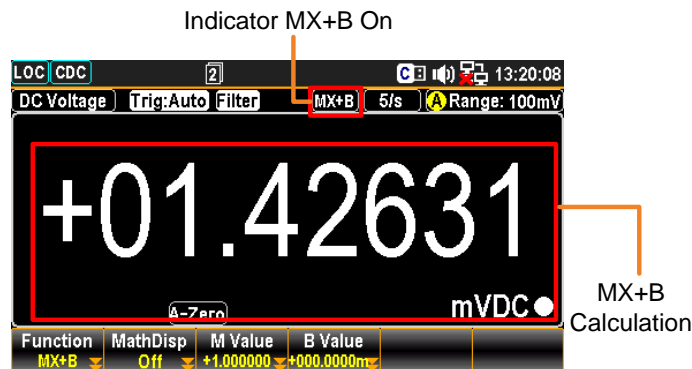 Indicator MX+B On
LOC CDC 2 C 13:20:08
DC Voltage Trig:Auto Filter MX+B 5/s A Range: 100mV
+01.42631
A-Zero mVDC
MX+B
Calculation
Function MathDisp M Value B Value
MX+B Off +1.000000 +000.0000m